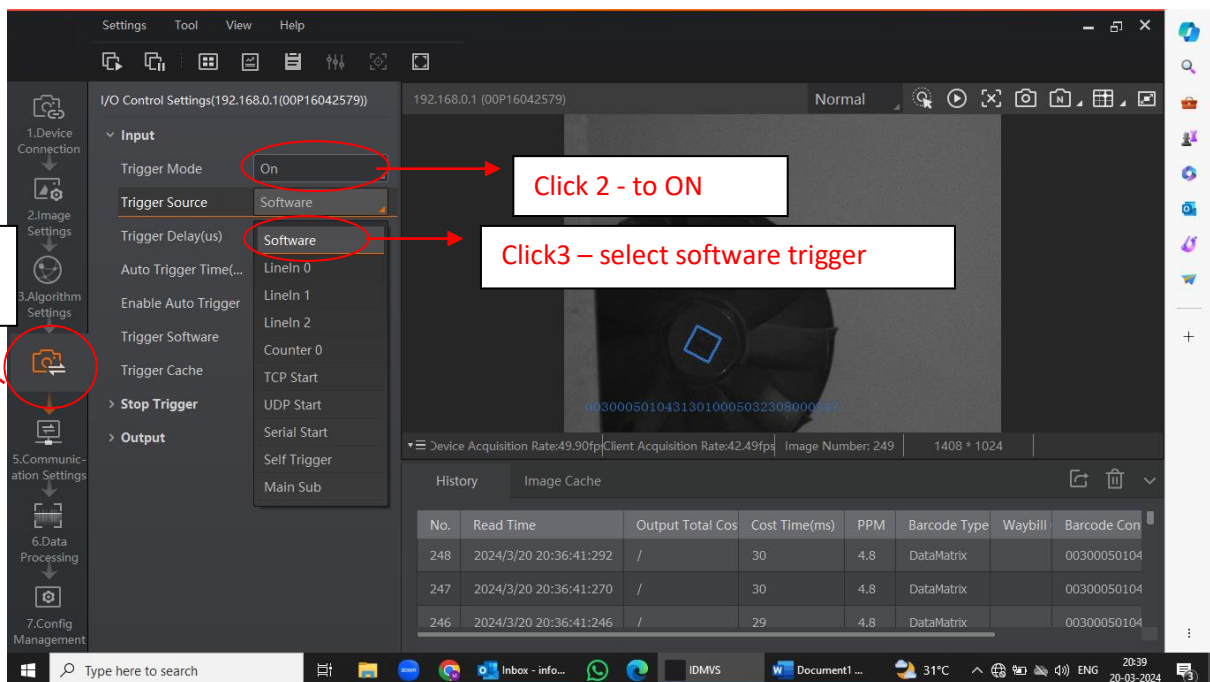 Settings Tool View Help
I/O Control Settings(192.168.0.1(00P16042579))
192.168.0.1 (00P16042579)
Normal
1.Device
Connection
2.Image
Settings
3.Algorithm
Settings
5.Communic-
ation Settings
6.Data
Processing
7.Config
Management
Input
Trigger Mode On
Trigger Source Software
Trigger Delay(us)
Auto Trigger Time(...
Enable Auto Trigger
Trigger Software
Trigger Cache
Stop Trigger
Output
Software
LineIn 0
LineIn 1
LineIn 2
Counter 0
TCP Start
UDP Start
Serial Start
Self Trigger
Main Sub
Click 2 - to ON
Click3 – select software trigger
Device Acquisition Rate:49.90fps Client Acquisition Rate:42.49fps Image Number: 249 1408 * 1024
History Image Cache
No. Read Time Output Total Cos Cost Time(ms) PPM Barcode Type Waybill Barcode Con
248 2024/3/20 20:36:41:292 / 30 4.8 DataMatrix 00300050104
247 2024/3/20 20:36:41:270 / 30 4.8 DataMatrix 00300050104
246 2024/3/20 20:36:41:246 / 29 4.8 DataMatrix 00300050104
Type here to search
zoom
Inbox - info...
IDMVS
Document1 ...
31°C
ENG
20:39
20-03-2024